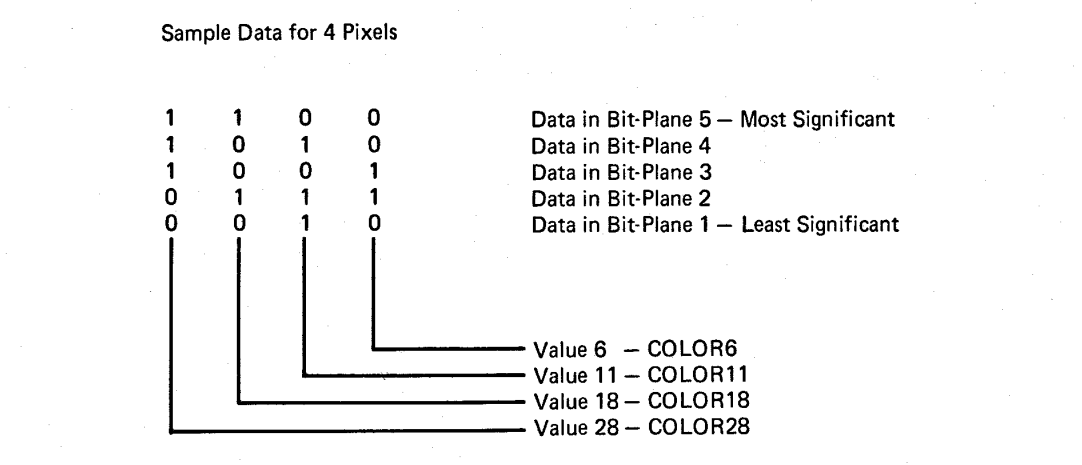 Sample Data for 4 Pixels
1 1 0 0 Data in Bit-Plane 5 — Most Significant
1 0 1 0 Data in Bit-Plane 4
1 0 0 1 Data in Bit-Plane 3
0 1 1 1 Data in Bit-Plane 2
0 0 1 0 Data in Bit-Plane 1 — Least Significant
Value 6 — COLOR6
Value 11 — COLOR11
Value 18 — COLOR18
Value 28 — COLOR28